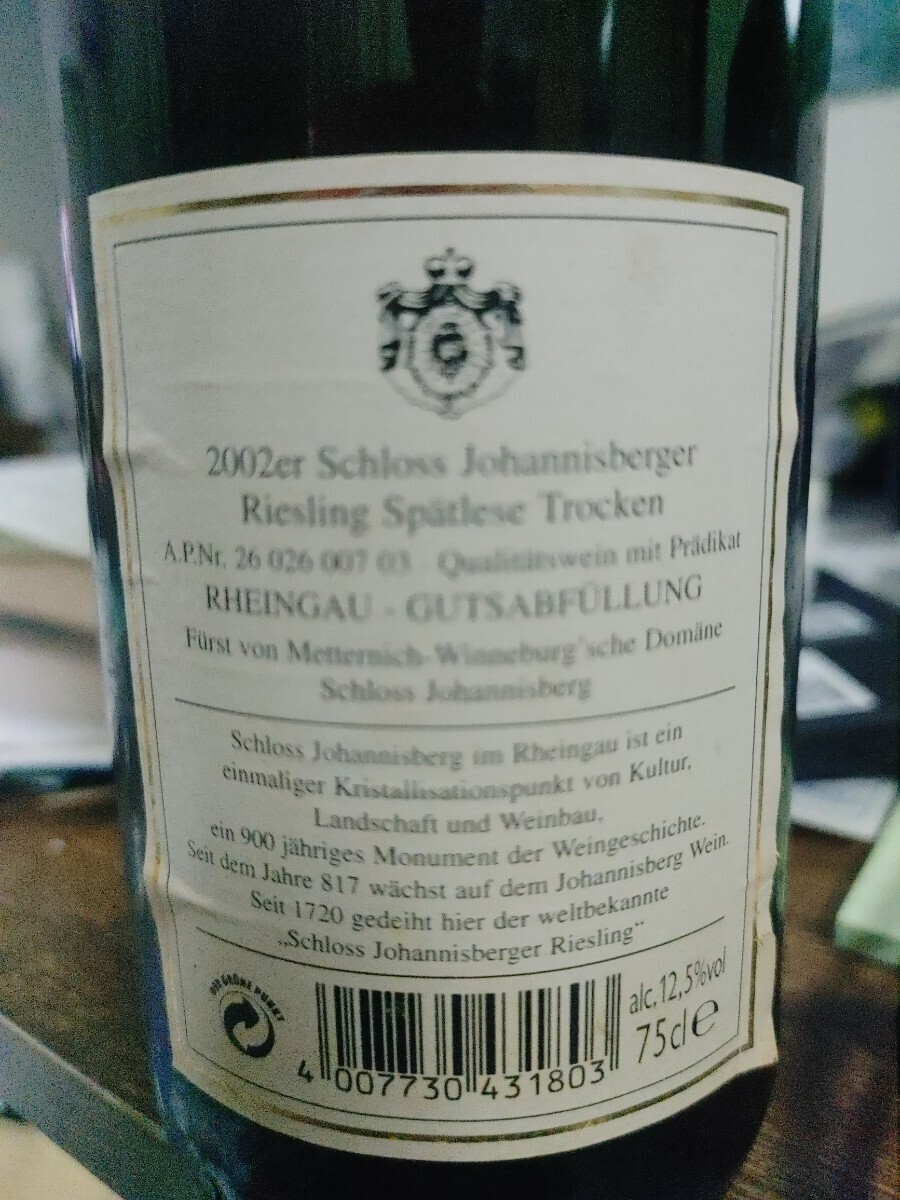 2002er Schloss Johannisberger
Riesling Spätlese Trocken
A.P.Nr. 26 026 007 03 Qualitätswein mit Prädikat
RHEINGAU - GUTSABFÜLLUNG
Fürst von Metternich-Winneburg'sche Domäne
Schloss Johannisberg
Schloss Johannisberg im Rheingau ist ein
einmaliger Kristallisationspunkt von Kultur,
Landschaft und Weinbau,
ein 900 jähriges Monument der Weingeschichte.
Seit dem Jahre 817 wächst auf dem Johannisberg Wein.
Seit 1720 gedeiht hier der weltbekannte
„Schloss Johannisberger Riesling“
DER GRÜNE PUNKT
alc.12,5%vol
75cl e
4 007730 431803